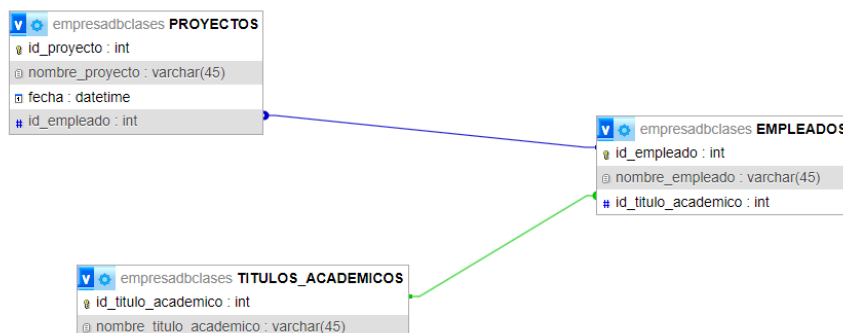 V empresadbclases PROYECTOS
id_proyecto : int
nombre_proyecto : varchar(45)
fecha : datetime
# id_empleado : int
V empresadbclases EMPLEADOS
id_empleado : int
nombre_empleado : varchar(45)
# id_titulo_academico : int
V empresadbclases TITULOS_ACADEMICOS
id_titulo_academico : int
nombre_titulo_academico : varchar(45)